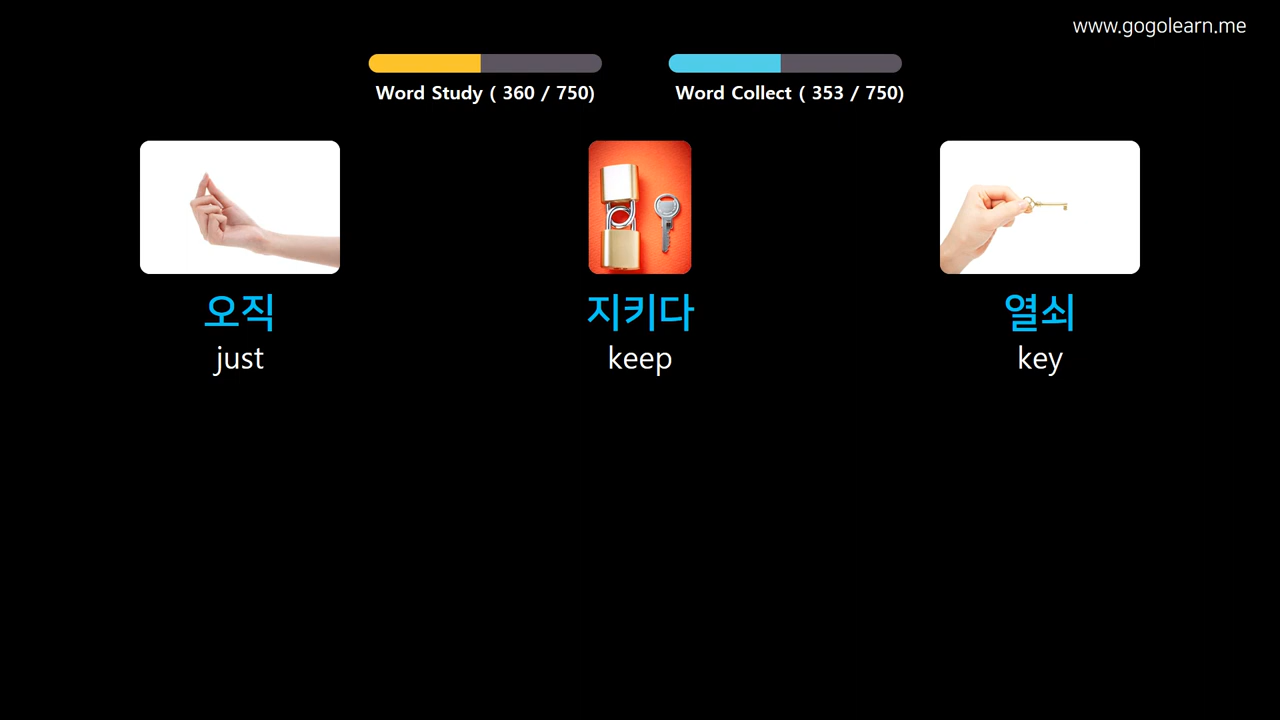 www.gogolearn.me
Word Study ( 360 / 750)
Word Collect ( 353 / 750)
오직
just
지키다
keep
열쇠
key